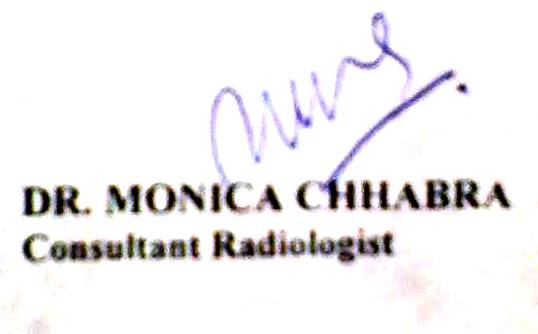 DR. MONICA CHHABRA
Consultant Radiologist